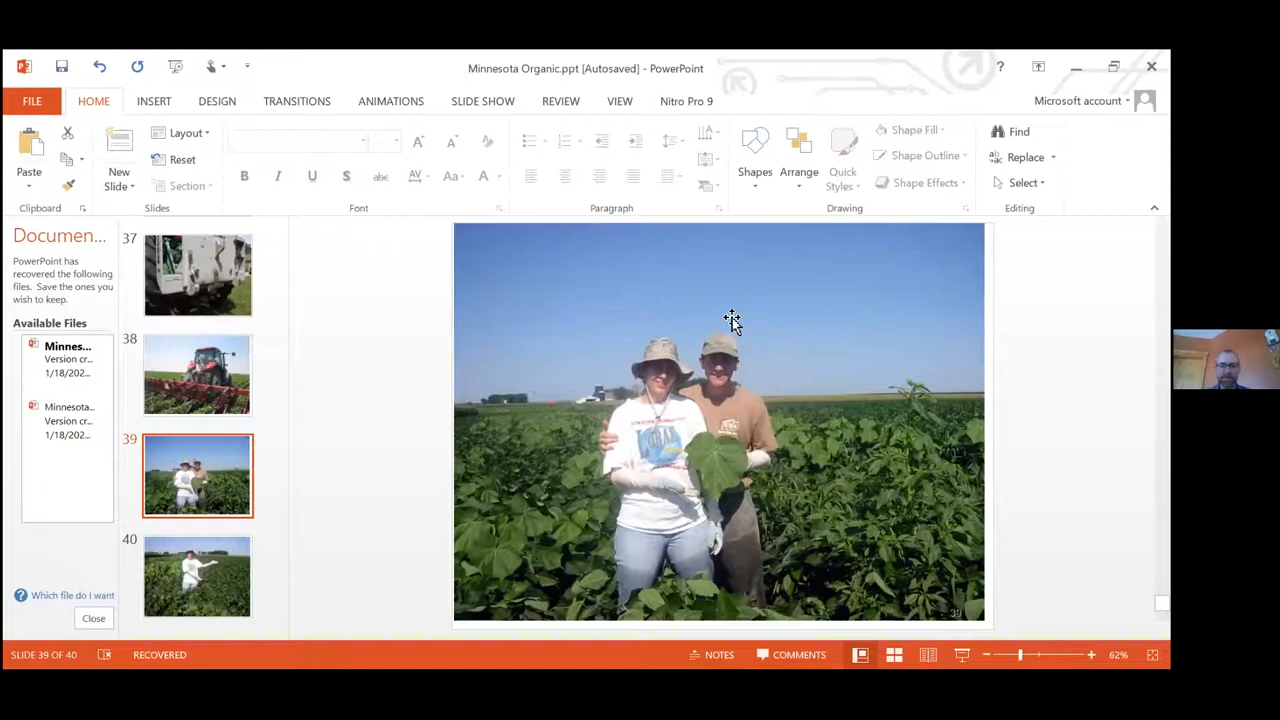 Minnesota Organic.ppt [Autosaved] - PowerPoint
?
FILE
HOME
INSERT
DESIGN
TRANSITIONS
ANIMATIONS
SLIDE SHOW
REVIEW
VIEW
Nitro Pro 9
Microsoft account
Paste
Clipboard
New
Slide
Layout
Reset
Section
Slides
B I U S abc AV Aa A
Font
Paragraph
Shapes
Arrange
Quick
Styles
Shape Fill
Shape Outline
Shape Effects
Drawing
Find
Replace
Select
Editing
Documen...
PowerPoint has
recovered the following
files. Save the ones you
wish to keep.
Available Files
Minnes...
Version cr...
1/18/202...
Minnesota...
Version cr...
1/18/202...
Which file do I want
Close
37
38
39
40
39
SLIDE 39 OF 40
RECOVERED
NOTES
COMMENTS
62%